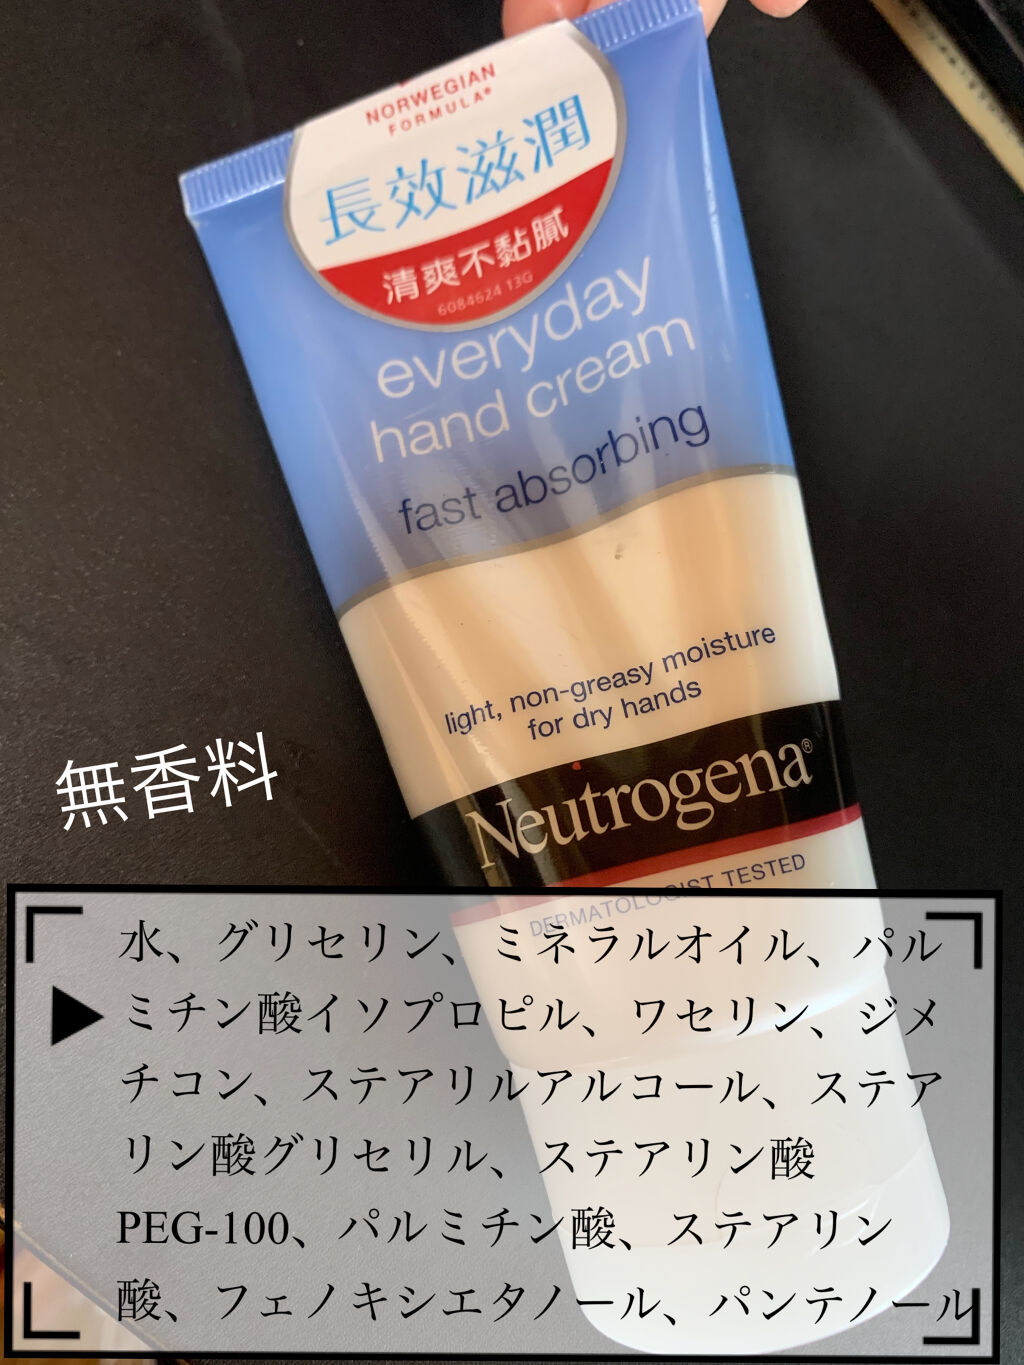 NORWEGIAN
FORMULA®
長效滋潤
清爽不黏膩
6084624 13G
everyday
hand cream
fast absorbing
light, non-greasy moisture
for dry hands
Neutrogena®
DERMATOLOGIST TESTED
無香料
水、グリセリン、ミネラルオイル、パル
ミチン酸イソプロピル、ワセリン、ジメ
チコン、ステアリルアルコール、ステア
リン酸グリセリル、ステアリン酸
PEG-100、パルミチン酸、ステアリン
酸、フェノキシエタノール、パンテノール